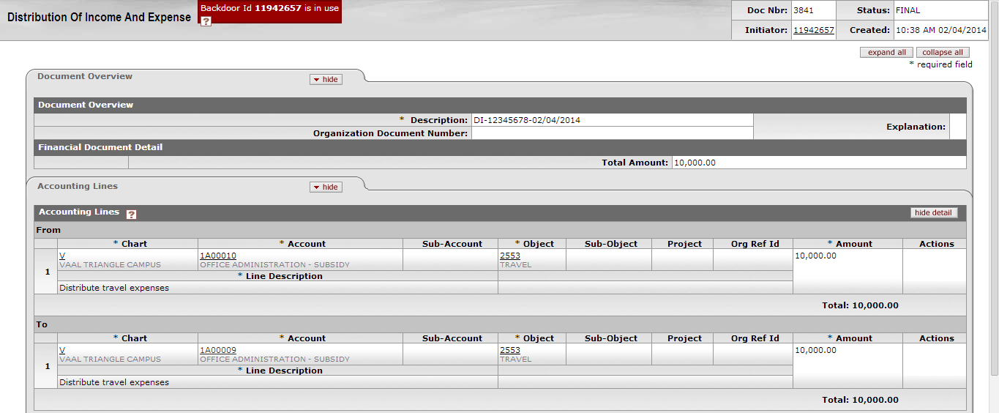 Distribution Of Income And Expense
Backdoor Id 11942657 is in use
?
Doc Nbr: 3841 Status: FINAL
Initiator: 11942657 Created: 10:38 AM 02/04/2014
expand all collapse all
* required field
Document Overview hide
Document Overview
* Description: DI-12345678-02/04/2014 Explanation:
Organization Document Number:
Financial Document Detail
Total Amount: 10,000.00
Accounting Lines hide
Accounting Lines ? hide detail
From
* Chart * Account Sub-Account * Object Sub-Object Project Org Ref Id * Amount Actions
1 V 1A00010 2553 10,000.00
VAAL TRIANGLE CAMPUS OFFICE ADMINISTRATION - SUBSIDY TRAVEL
* Line Description
Distribute travel expenses
Total: 10,000.00
To
* Chart * Account Sub-Account * Object Sub-Object Project Org Ref Id * Amount Actions
1 V 1A00009 2553 10,000.00
VAAL TRIANGLE CAMPUS OFFICE ADMINISTRATION - SUBSIDY TRAVEL
* Line Description
Distribute travel expenses
Total: 10,000.00